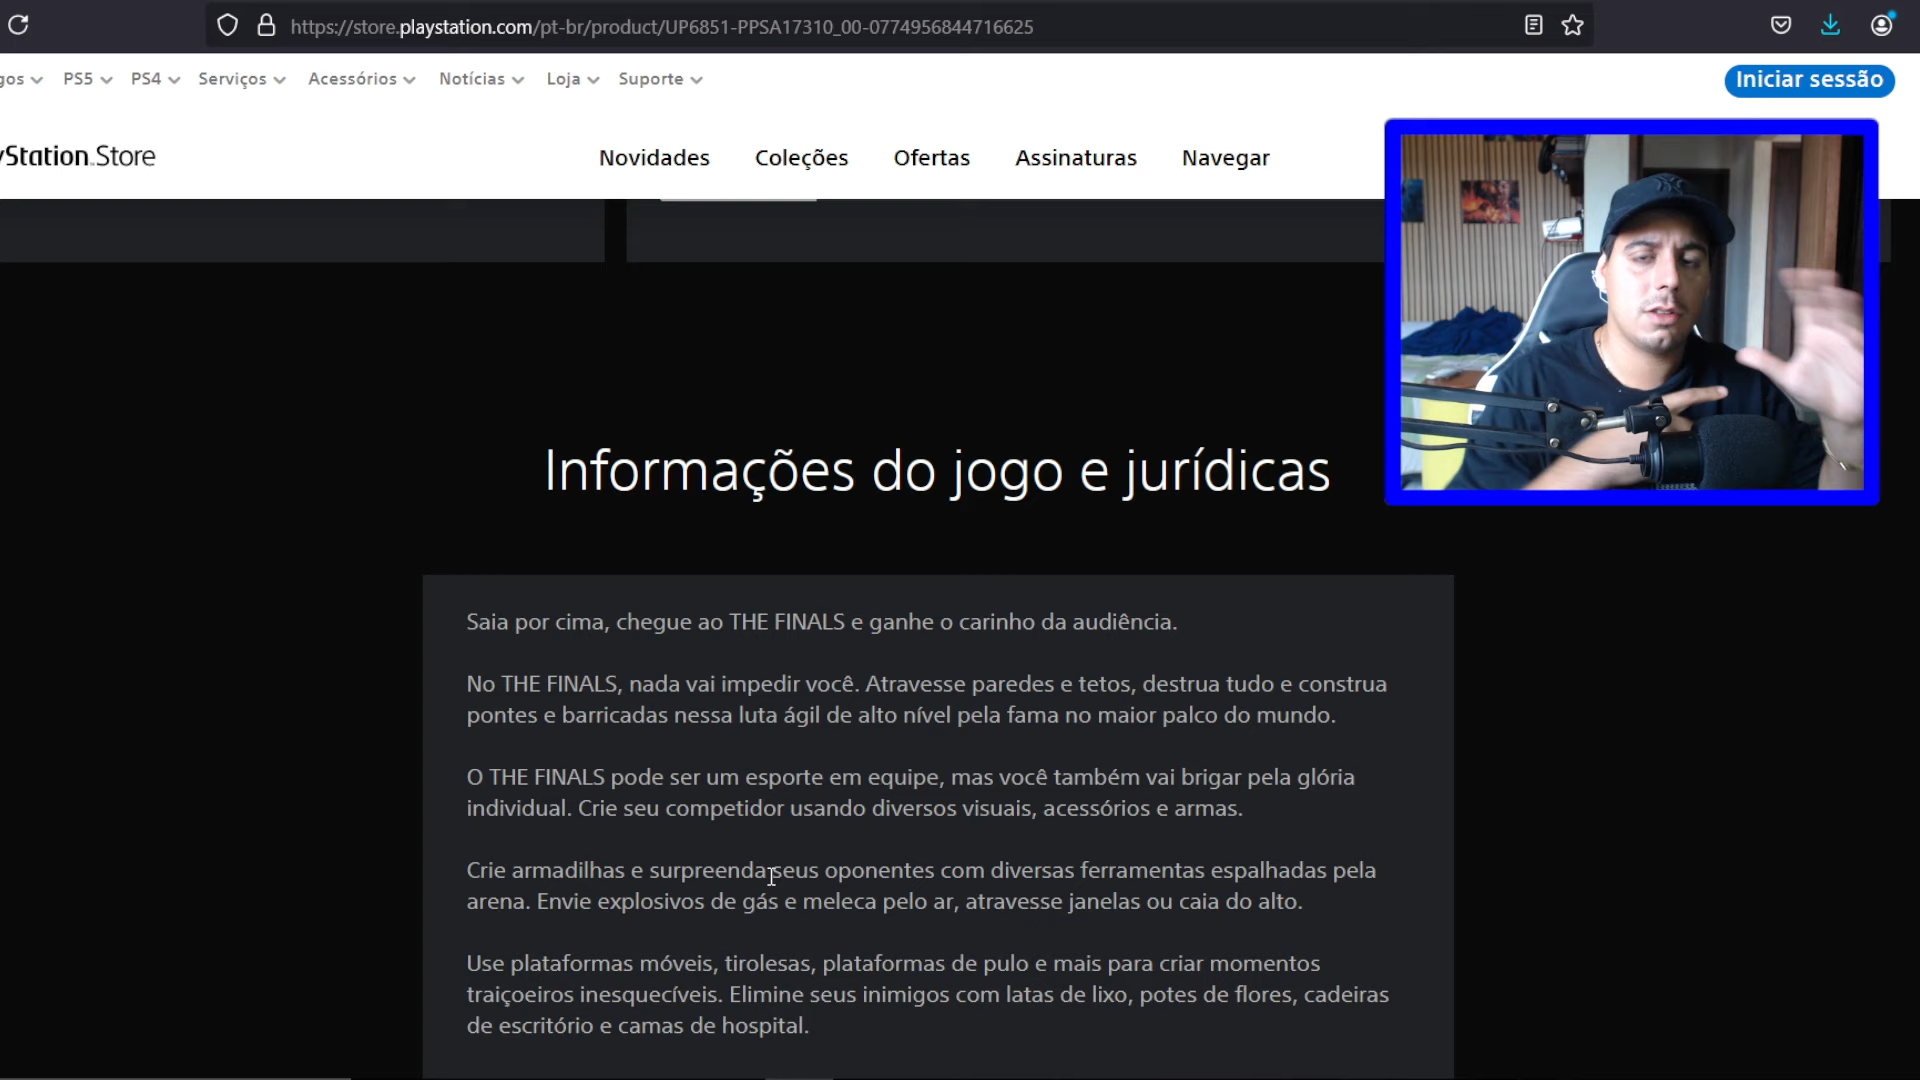 https://store.playstation.com/pt-br/product/UP6851-PPSA17310_00-0774956844716625
gos PS5 PS4 Serviços Acessórios Notícias Loja Suporte
Iniciar sessão
yStation Store
Novidades Coleções Ofertas Assinaturas Navegar
Informações do jogo e jurídicas
Saia por cima, chegue ao THE FINALS e ganhe o carinho da audiência.
No THE FINALS, nada vai impedir você. Atravesse paredes e tetos, destrua tudo e construa
pontes e barricadas nessa luta ágil de alto nível pela fama no maior palco do mundo.
O THE FINALS pode ser um esporte em equipe, mas você também vai brigar pela glória
individual. Crie seu competidor usando diversos visuais, acessórios e armas.
Crie armadilhas e surpreenda seus oponentes com diversas ferramentas espalhadas pela
arena. Envie explosivos de gás e meleca pelo ar, atravesse janelas ou caia do alto.
Use plataformas móveis, tirolesas, plataformas de pulo e mais para criar momentos
traiçoeiros inesquecíveis. Elimine seus inimigos com latas de lixo, potes de flores, cadeiras
de escritório e camas de hospital.